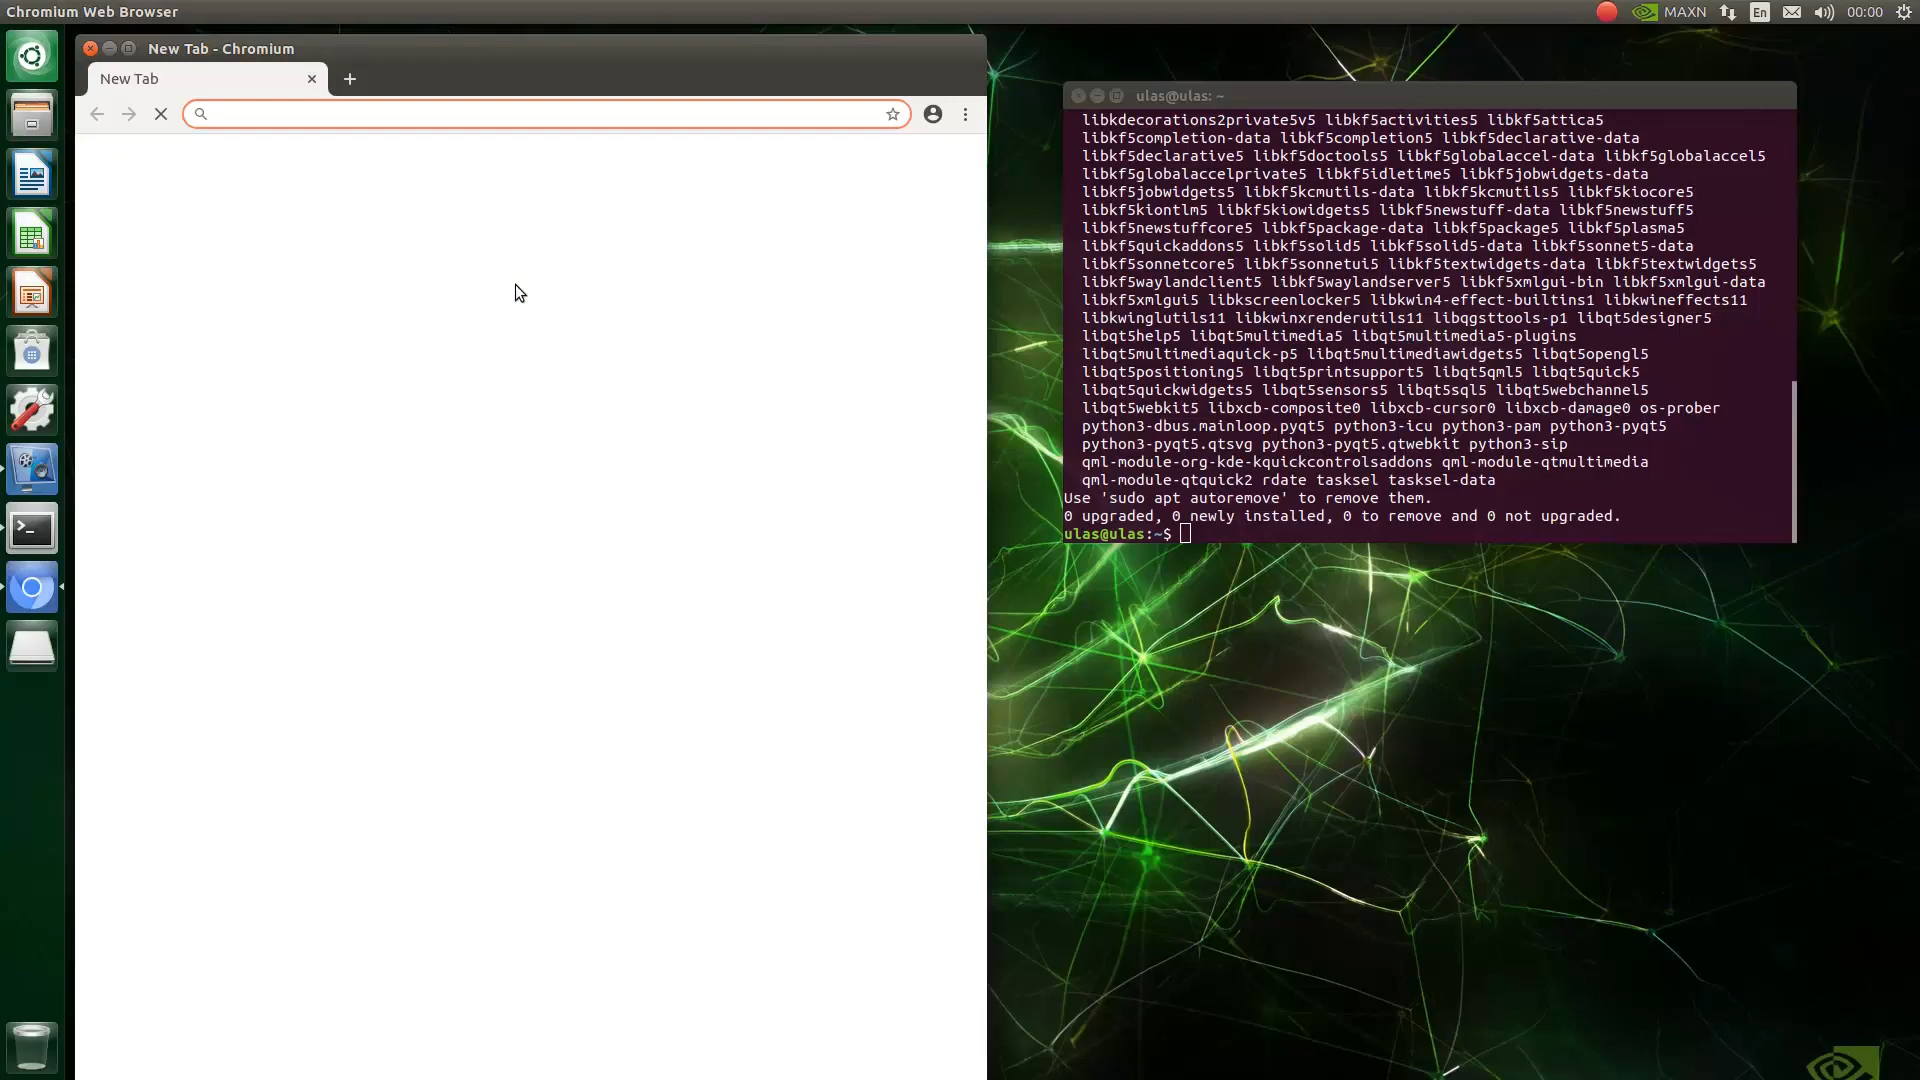 Chromium Web Browser
MAXN
En
00:00
New Tab - Chromium
New Tab
ulas@ulas: ~
libkdecorations2private5v5 libkf5activities5 libkf5attica5
libkf5completion-data libkf5completion5 libkf5declarative-data
libkf5declarative5 libkf5doctools5 libkf5globalaccel-data libkf5globalaccel5
libkf5globalaccelprivate5 libkf5idletime5 libkf5jobwidgets-data
libkf5jobwidgets5 libkf5kcmutils-data libkf5kcmutils5 libkf5kiocore5
libkf5kiontlm5 libkf5kiowidgets5 libkf5newstuff-data libkf5newstuff5
libkf5newstuffcore5 libkf5package-data libkf5package5 libkf5plasma5
libkf5quickaddons5 libkf5solid5 libkf5solid5-data libkf5sonnet5-data
libkf5sonnetcore5 libkf5sonnetui5 libkf5textwidgets-data libkf5textwidgets5
libkf5waylandclient5 libkf5waylandserver5 libkf5xmlgui-bin libkf5xmlgui-data
libkf5xmlgui5 libkscreenlocker5 libkwin4-effect-builtins1 libkwineffects11
libkwinglutils11 libkwinxrenderutils11 libqgsttools-p1 libqt5designer5
libqt5help5 libqt5multimedia5 libqt5multimedia5-plugins
libqt5multimediaquick-p5 libqt5multimediawidgets5 libqt5opengl5
libqt5positioning5 libqt5printsupport5 libqt5qml5 libqt5quick5
libqt5quickwidgets5 libqt5sensors5 libqt5sql5 libqt5webchannel5
libqt5webkit5 libxcb-composite0 libxcb-cursor0 libxcb-damage0 os-prober
python3-dbus.mainloop.pyqt5 python3-icu python3-pam python3-pyqt5
python3-pyqt5.qtsvg python3-pyqt5.qtwebkit python3-sip
qml-module-org-kde-kquickcontrolsaddons qml-module-qtmultimedia
qml-module-qtquick2 rdate tasksel tasksel-data
Use 'sudo apt autoremove' to remove them.
0 upgraded, 0 newly installed, 0 to remove and 0 not upgraded.
ulas@ulas:~$